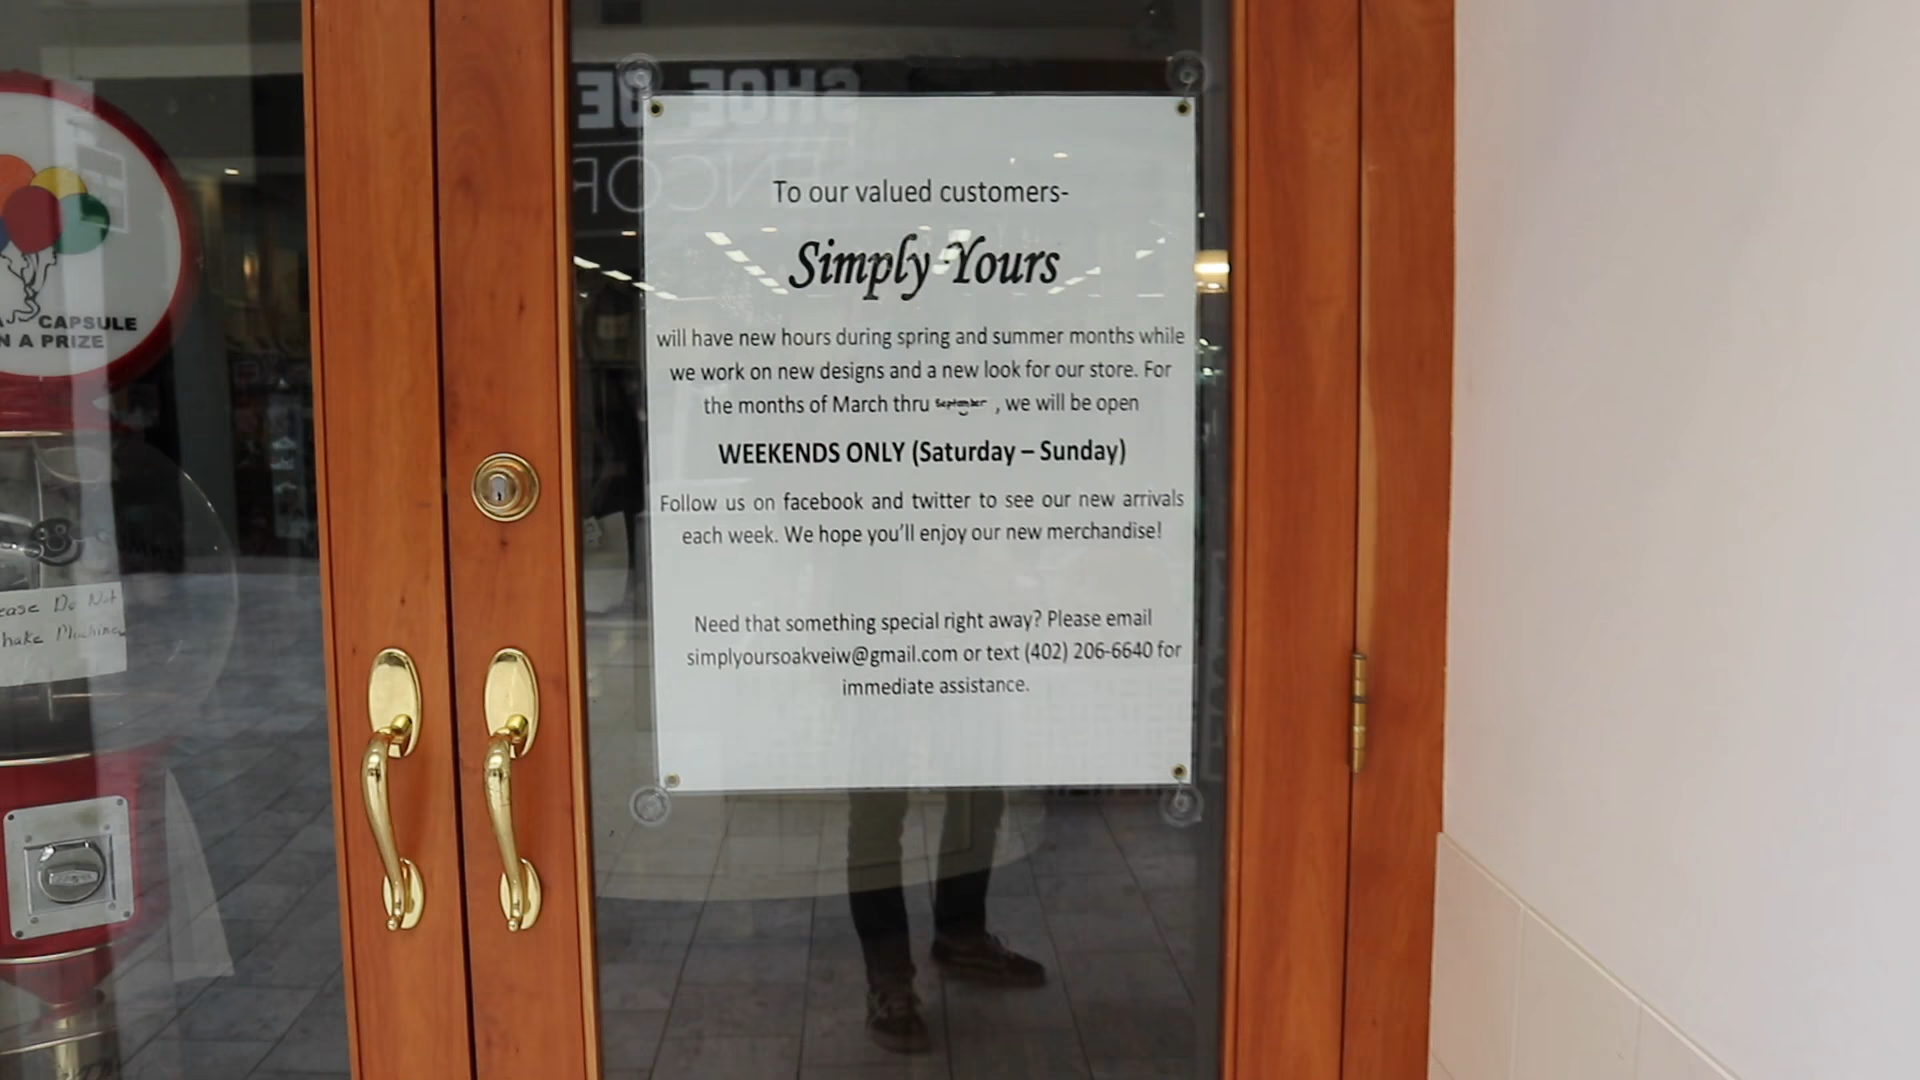 To our valued customers-
Simply Yours
will have new hours during spring and summer months while
we work on new designs and a new look for our store. For
the months of March thru September , we will be open
WEEKENDS ONLY (Saturday – Sunday)
Follow us on facebook and twitter to see our new arrivals
each week. We hope you'll enjoy our new merchandise!
Need that something special right away? Please email
simplyoursoakveiw@gmail.com or text (402) 206-6640 for
immediate assistance.
SHOE
CAPSULE
A PRIZE
Do Not
Machine